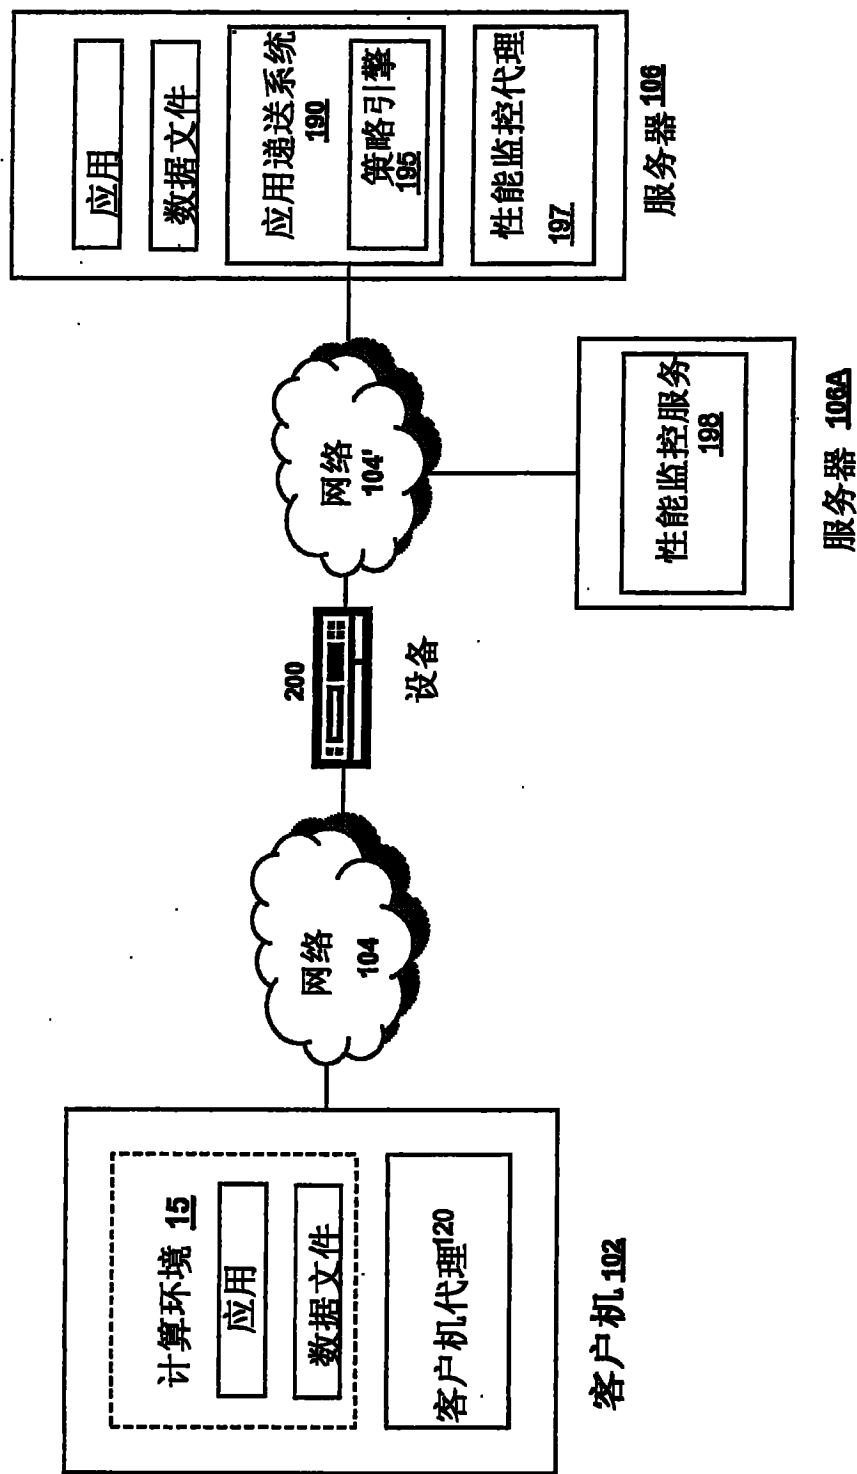 计算环境 15
应用
数据文件
客户机代理120
客户机 102
网络
104
200
设备
网络
104'
应用
数据文件
应用递送系统
190
策略引擎
195
性能监控代理
197
服务器 106
性能监控服务
198
服务器 106A